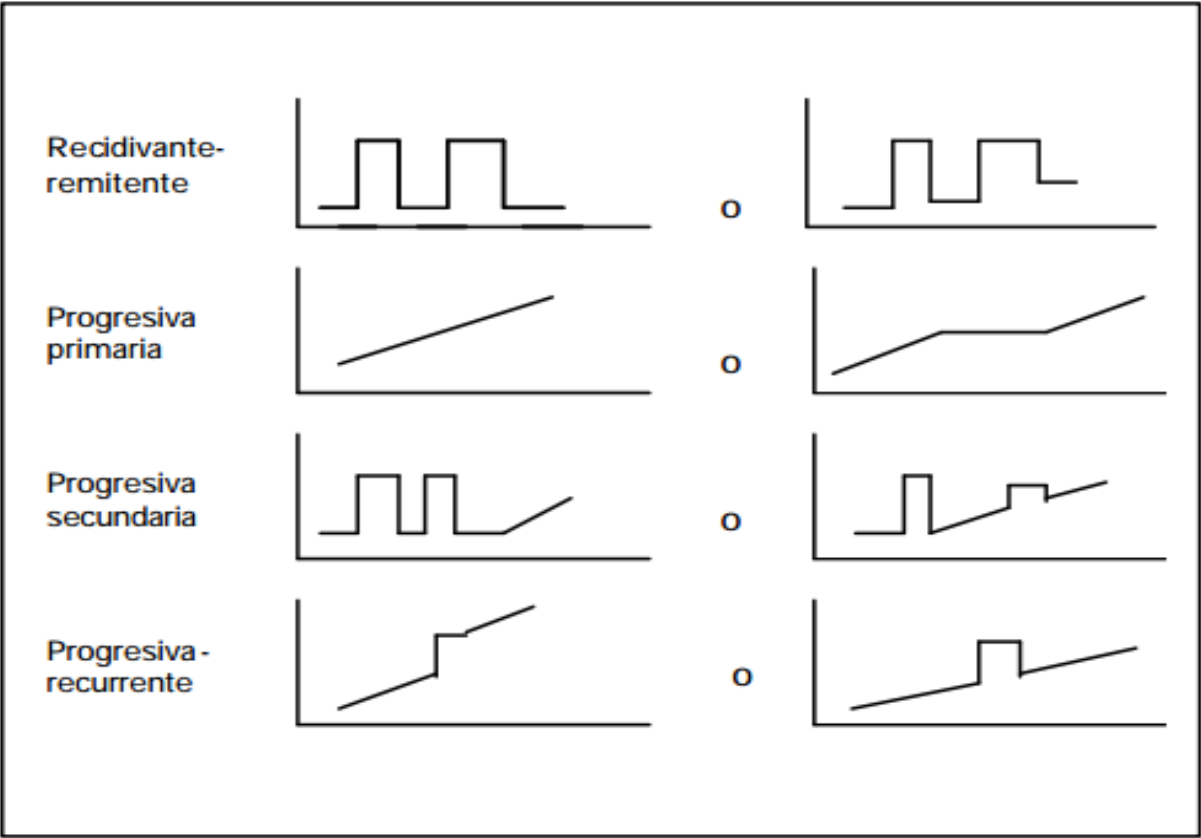 Recidivante-
remitente
o
Progresiva
primaria
o
Progresiva
secundaria
o
Progresiva-
recurrente
o